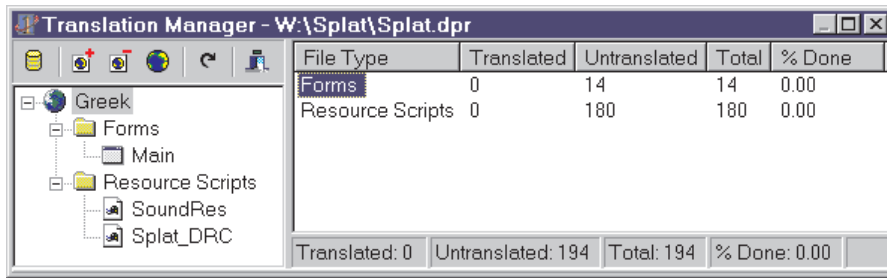 Translation Manager - W:\Splat\Splat.dpr
File Type Translated Untranslated Total % Done
Forms 0 14 14 0.00
Resource Scripts 0 180 180 0.00
Greek
Forms
Main
Resource Scripts
SoundRes
Splat_DRC
Translated: 0 Untranslated: 194 Total: 194 % Done: 0.00